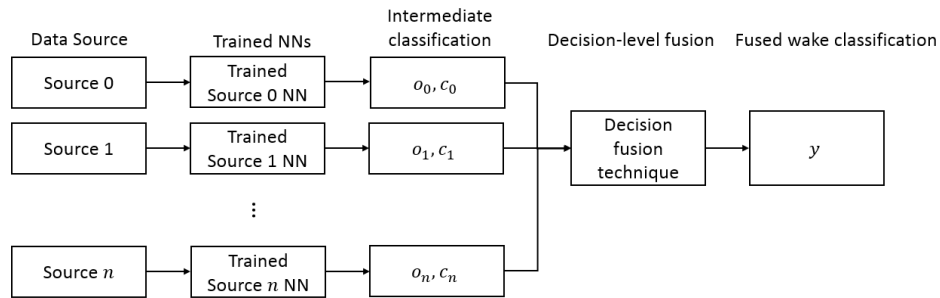 Data Source
Trained NNs
Intermediate
classification
Decision-level fusion
Fused wake classification
Source 0
Trained
Source 0 NN
o₀, c₀
Source 1
Trained
Source 1 NN
o₁, c₁
Decision
fusion
technique
y
⋮
Source n
Trained
Source n NN
oₙ, cₙ